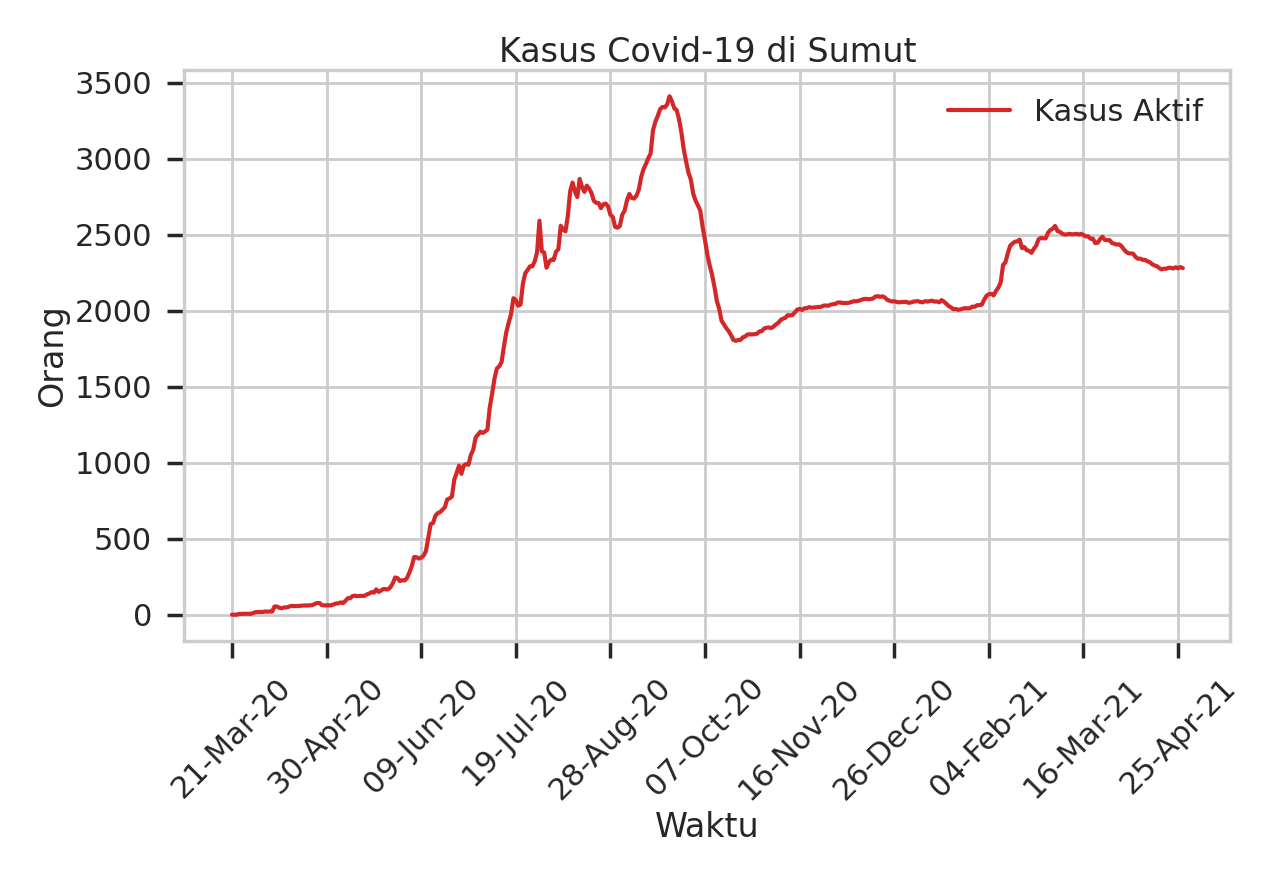 Kasus Covid-19 di Sumut
3500
3000
2500
2000
1500
1000
500
0
Orang
Kasus Aktif
21-Mar-20
30-Apr-20
09-Jun-20
19-Jul-20
28-Aug-20
07-Oct-20
16-Nov-20
26-Dec-20
04-Feb-21
16-Mar-21
25-Apr-21
Waktu